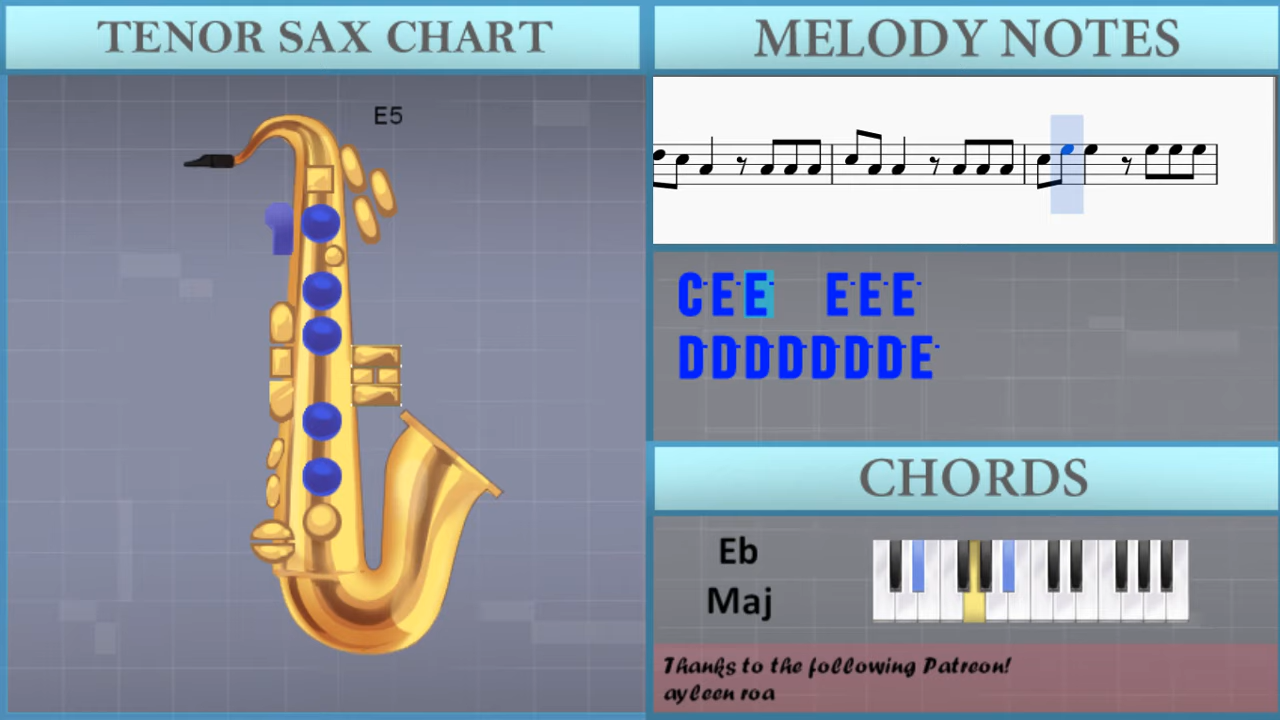 TENOR SAX CHART
E5
MELODY NOTES
C·E·E· E·E·E·
D·D·D·D·D·D·D·E·
CHORDS
Eb
Maj
Thanks to the following Patreon!
ayleen roa